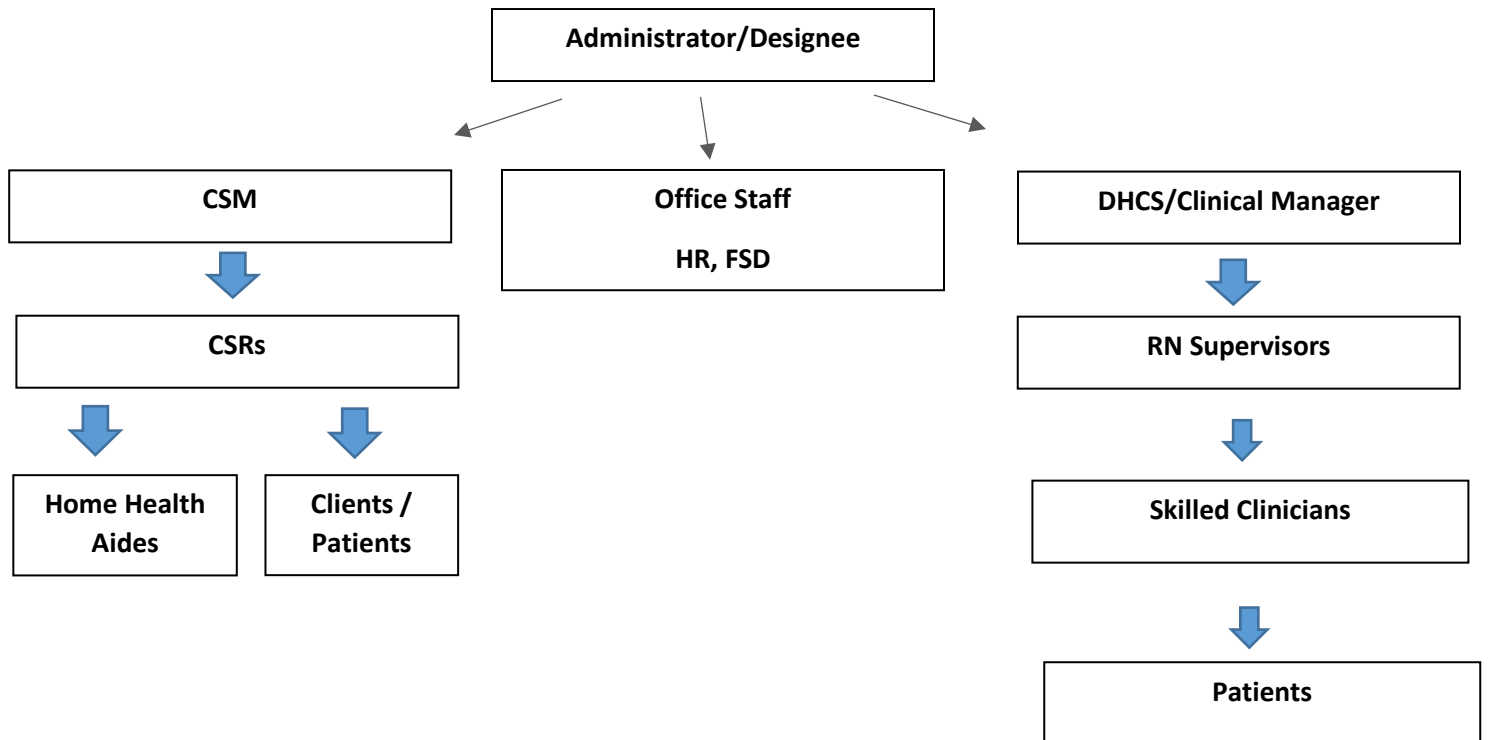 Administrator/Designee
CSM
Office Staff
HR, FSD
DHCS/Clinical Manager
CSRs
RN Supervisors
Home Health
Aides
Clients /
Patients
Skilled Clinicians
Patients